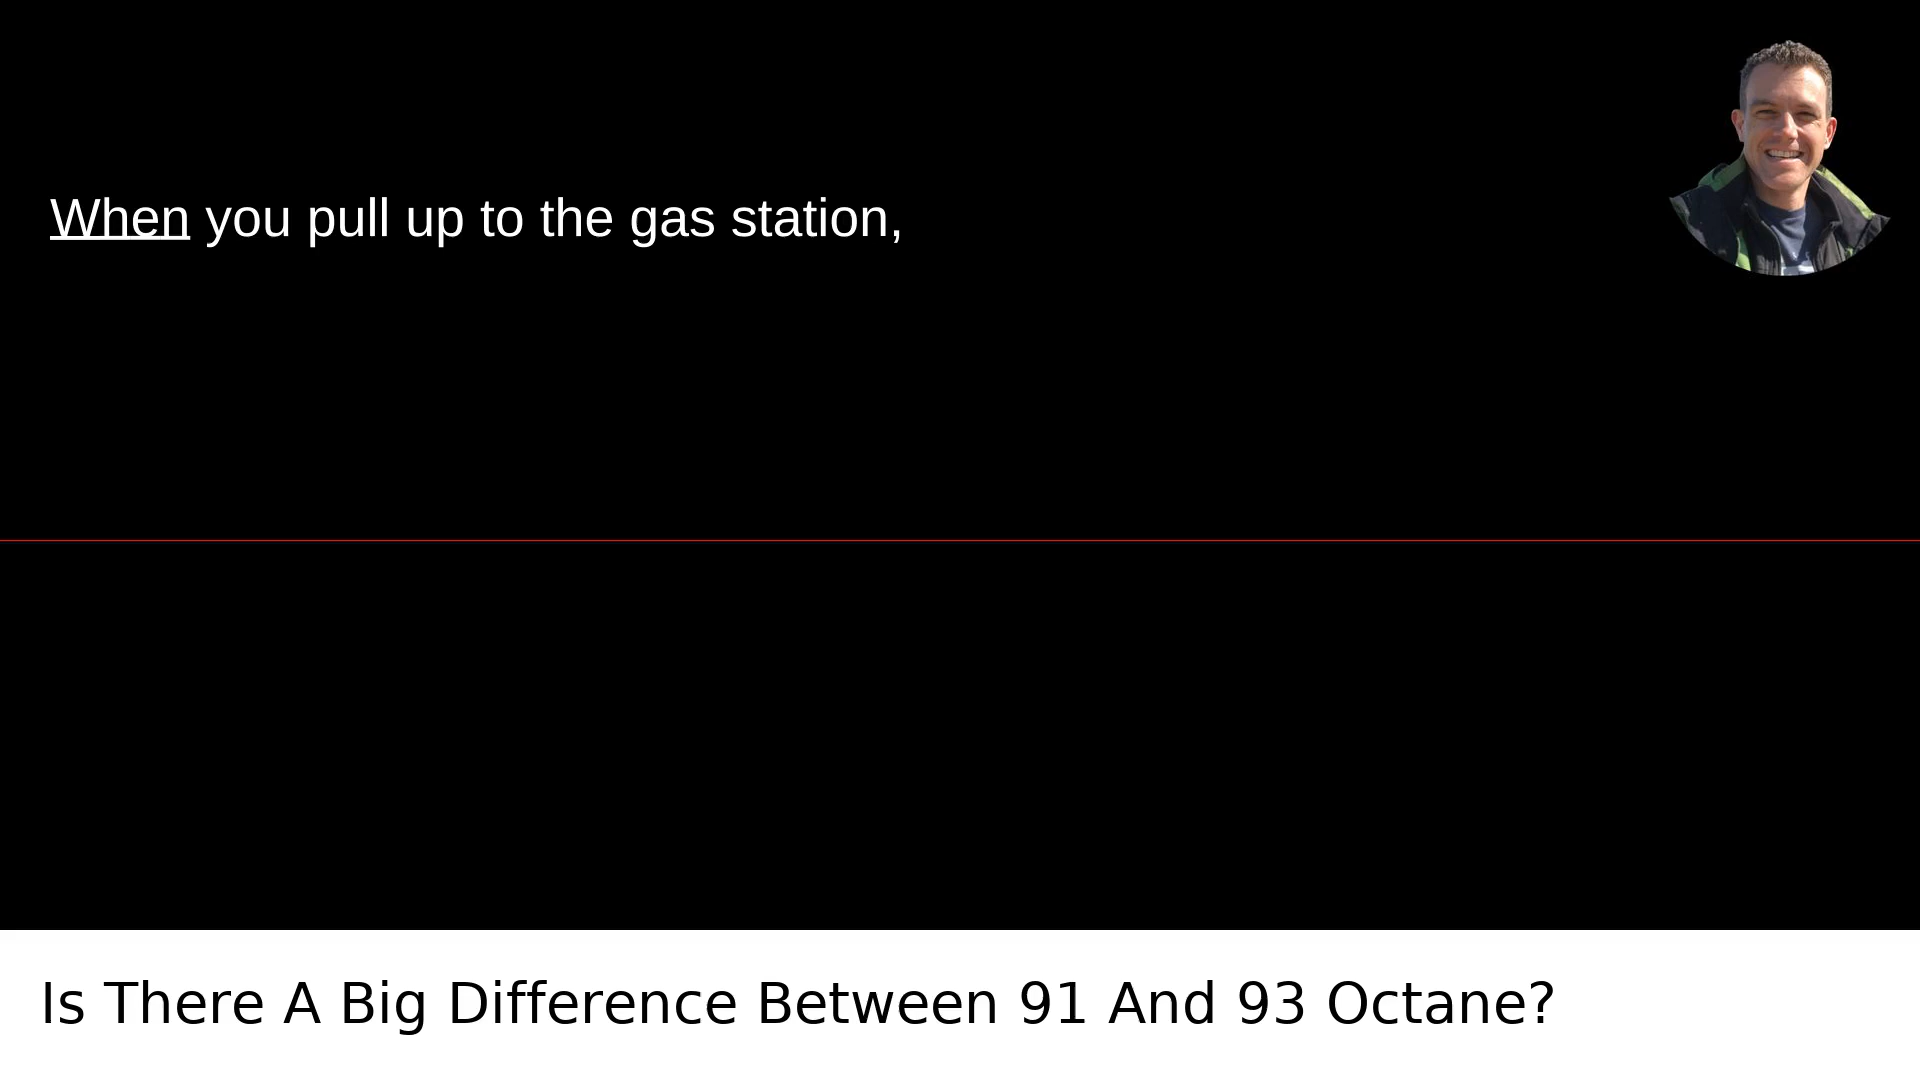 When you pull up to the gas station,
Is There A Big Difference Between 91 And 93 Octane?